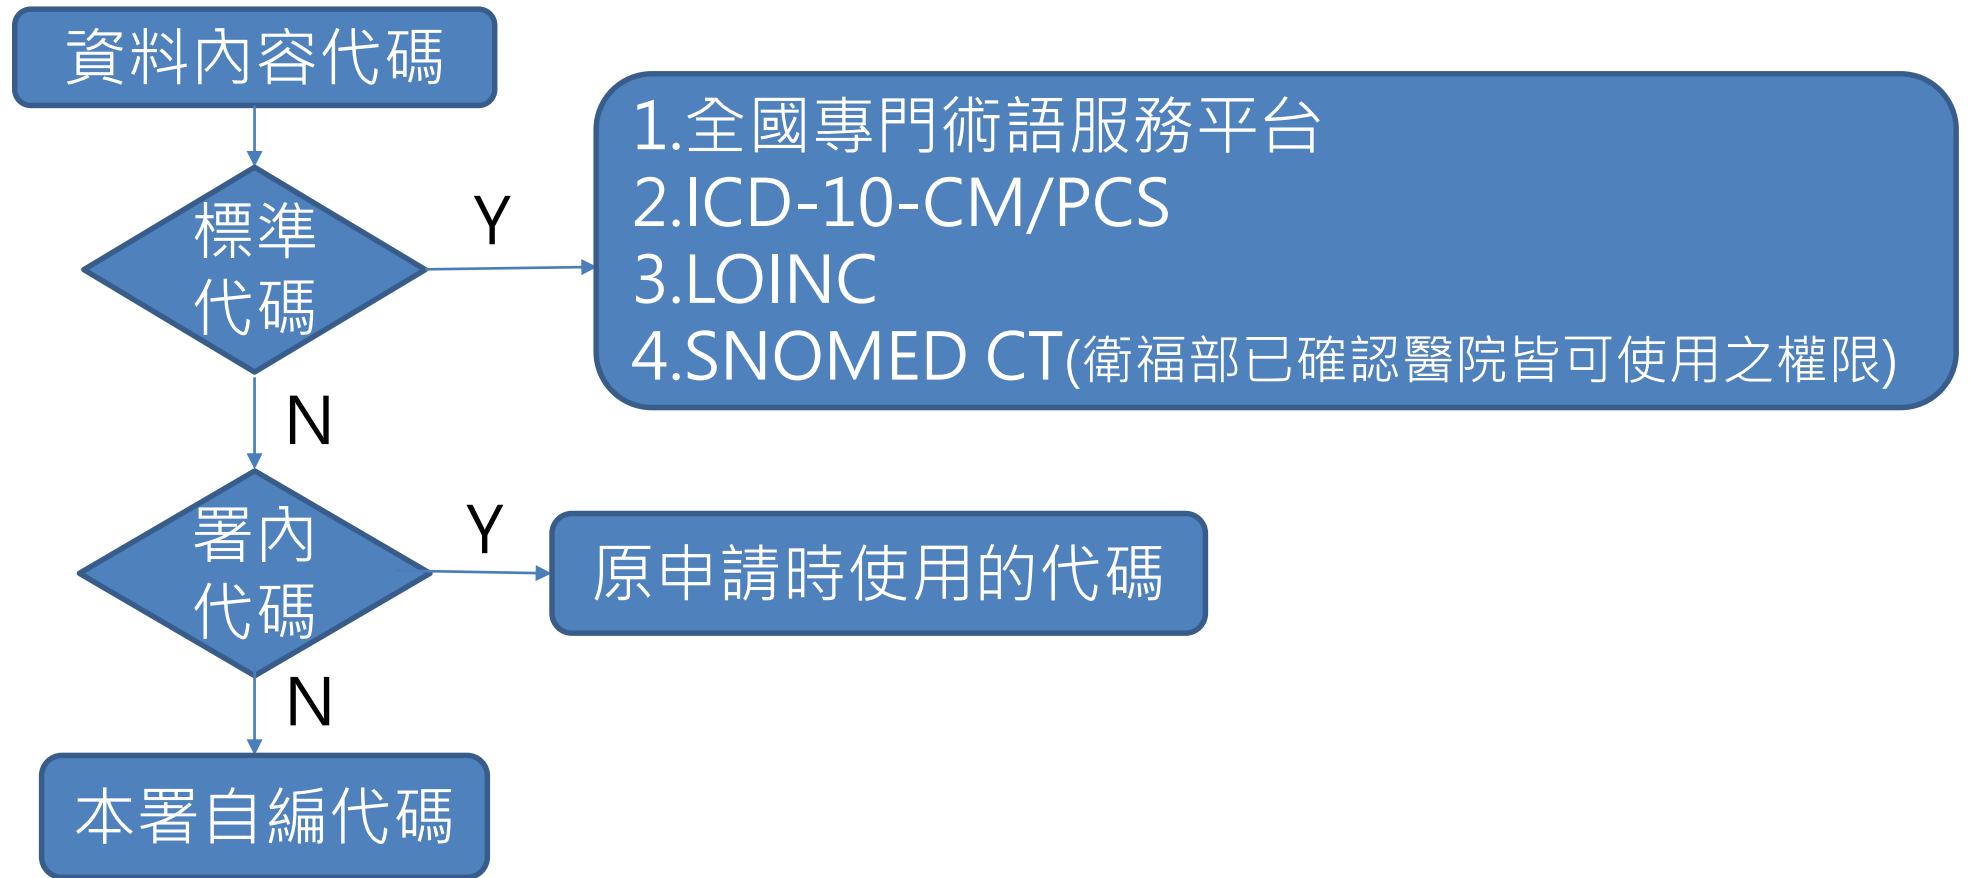 資料內容代碼
標準
代碼
Y
1.全國專門術語服務平台
2.ICD-10-CM/PCS
3.LOINC
4.SNOMED CT(衛福部已確認醫院皆可使用之權限)
N
署內
代碼
Y
原申請時使用的代碼
N
本署自編代碼